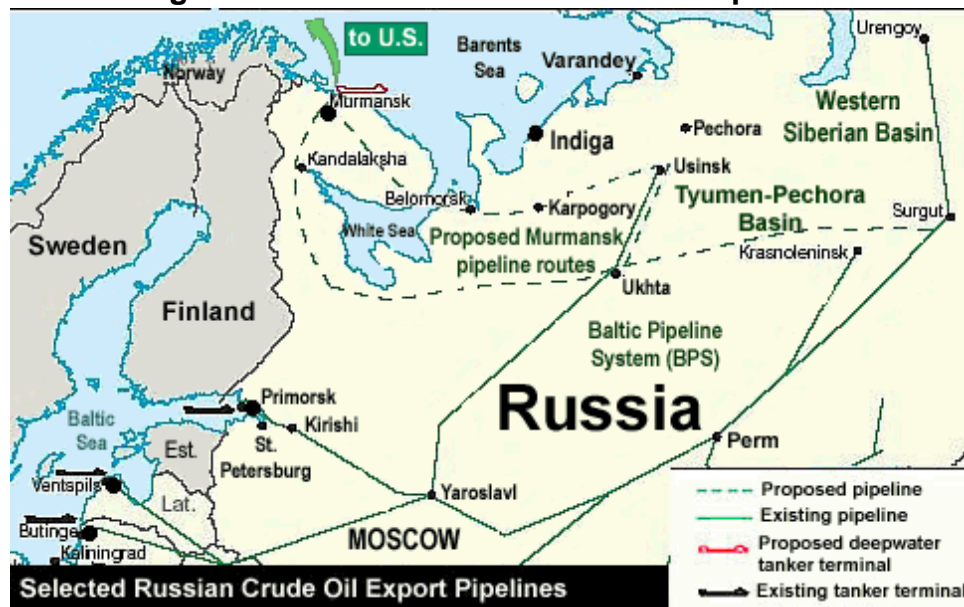 to U.S.
Barents
Sea
Urengoy
Norway
Varandey
Murmansk
Western
Siberian Basin
Indiga
Pechora
Kandalaksha
Usinsk
Belomorsk
Karpogory
Tyumen-Pechora
Basin
Surgut
White Sea
Sweden
Proposed Murmansk
pipeline routes
Krasnoleninsk
Ukhta
Finland
Baltic Pipeline
System (BPS)
Russia
Primorsk
Baltic
Sea
Kirishi
St.
Petersburg
Est.
Perm
Ventspils
Lat.
Yaroslavl
Butinge
MOSCOW
Kaliningrad
Proposed pipeline
Existing pipeline
Proposed deepwater
tanker terminal
Existing tanker terminal
Selected Russian Crude Oil Export Pipelines